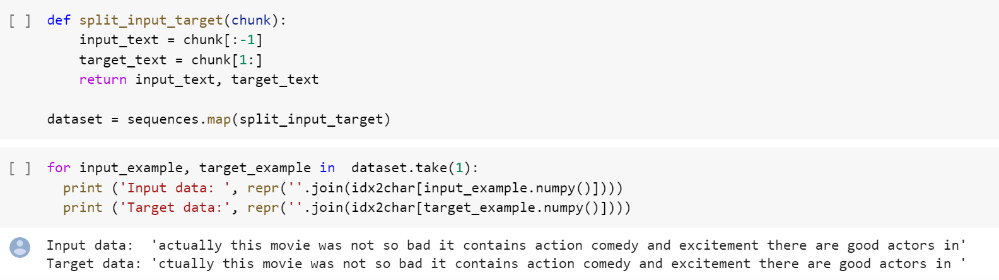 [ ] def split_input_target(chunk):
    input_text = chunk[:-1]
    target_text = chunk[1:]
    return input_text, target_text
dataset = sequences.map(split_input_target)
[ ] for input_example, target_example in  dataset.take(1):
  print ('Input data: ', repr(''.join(idx2char[input_example.numpy()])))
  print ('Target data:', repr(''.join(idx2char[target_example.numpy()])))
Input data:  'actually this movie was not so bad it contains action comedy and excitement there are good actors in'
Target data: 'ctually this movie was not so bad it contains action comedy and excitement there are good actors in '